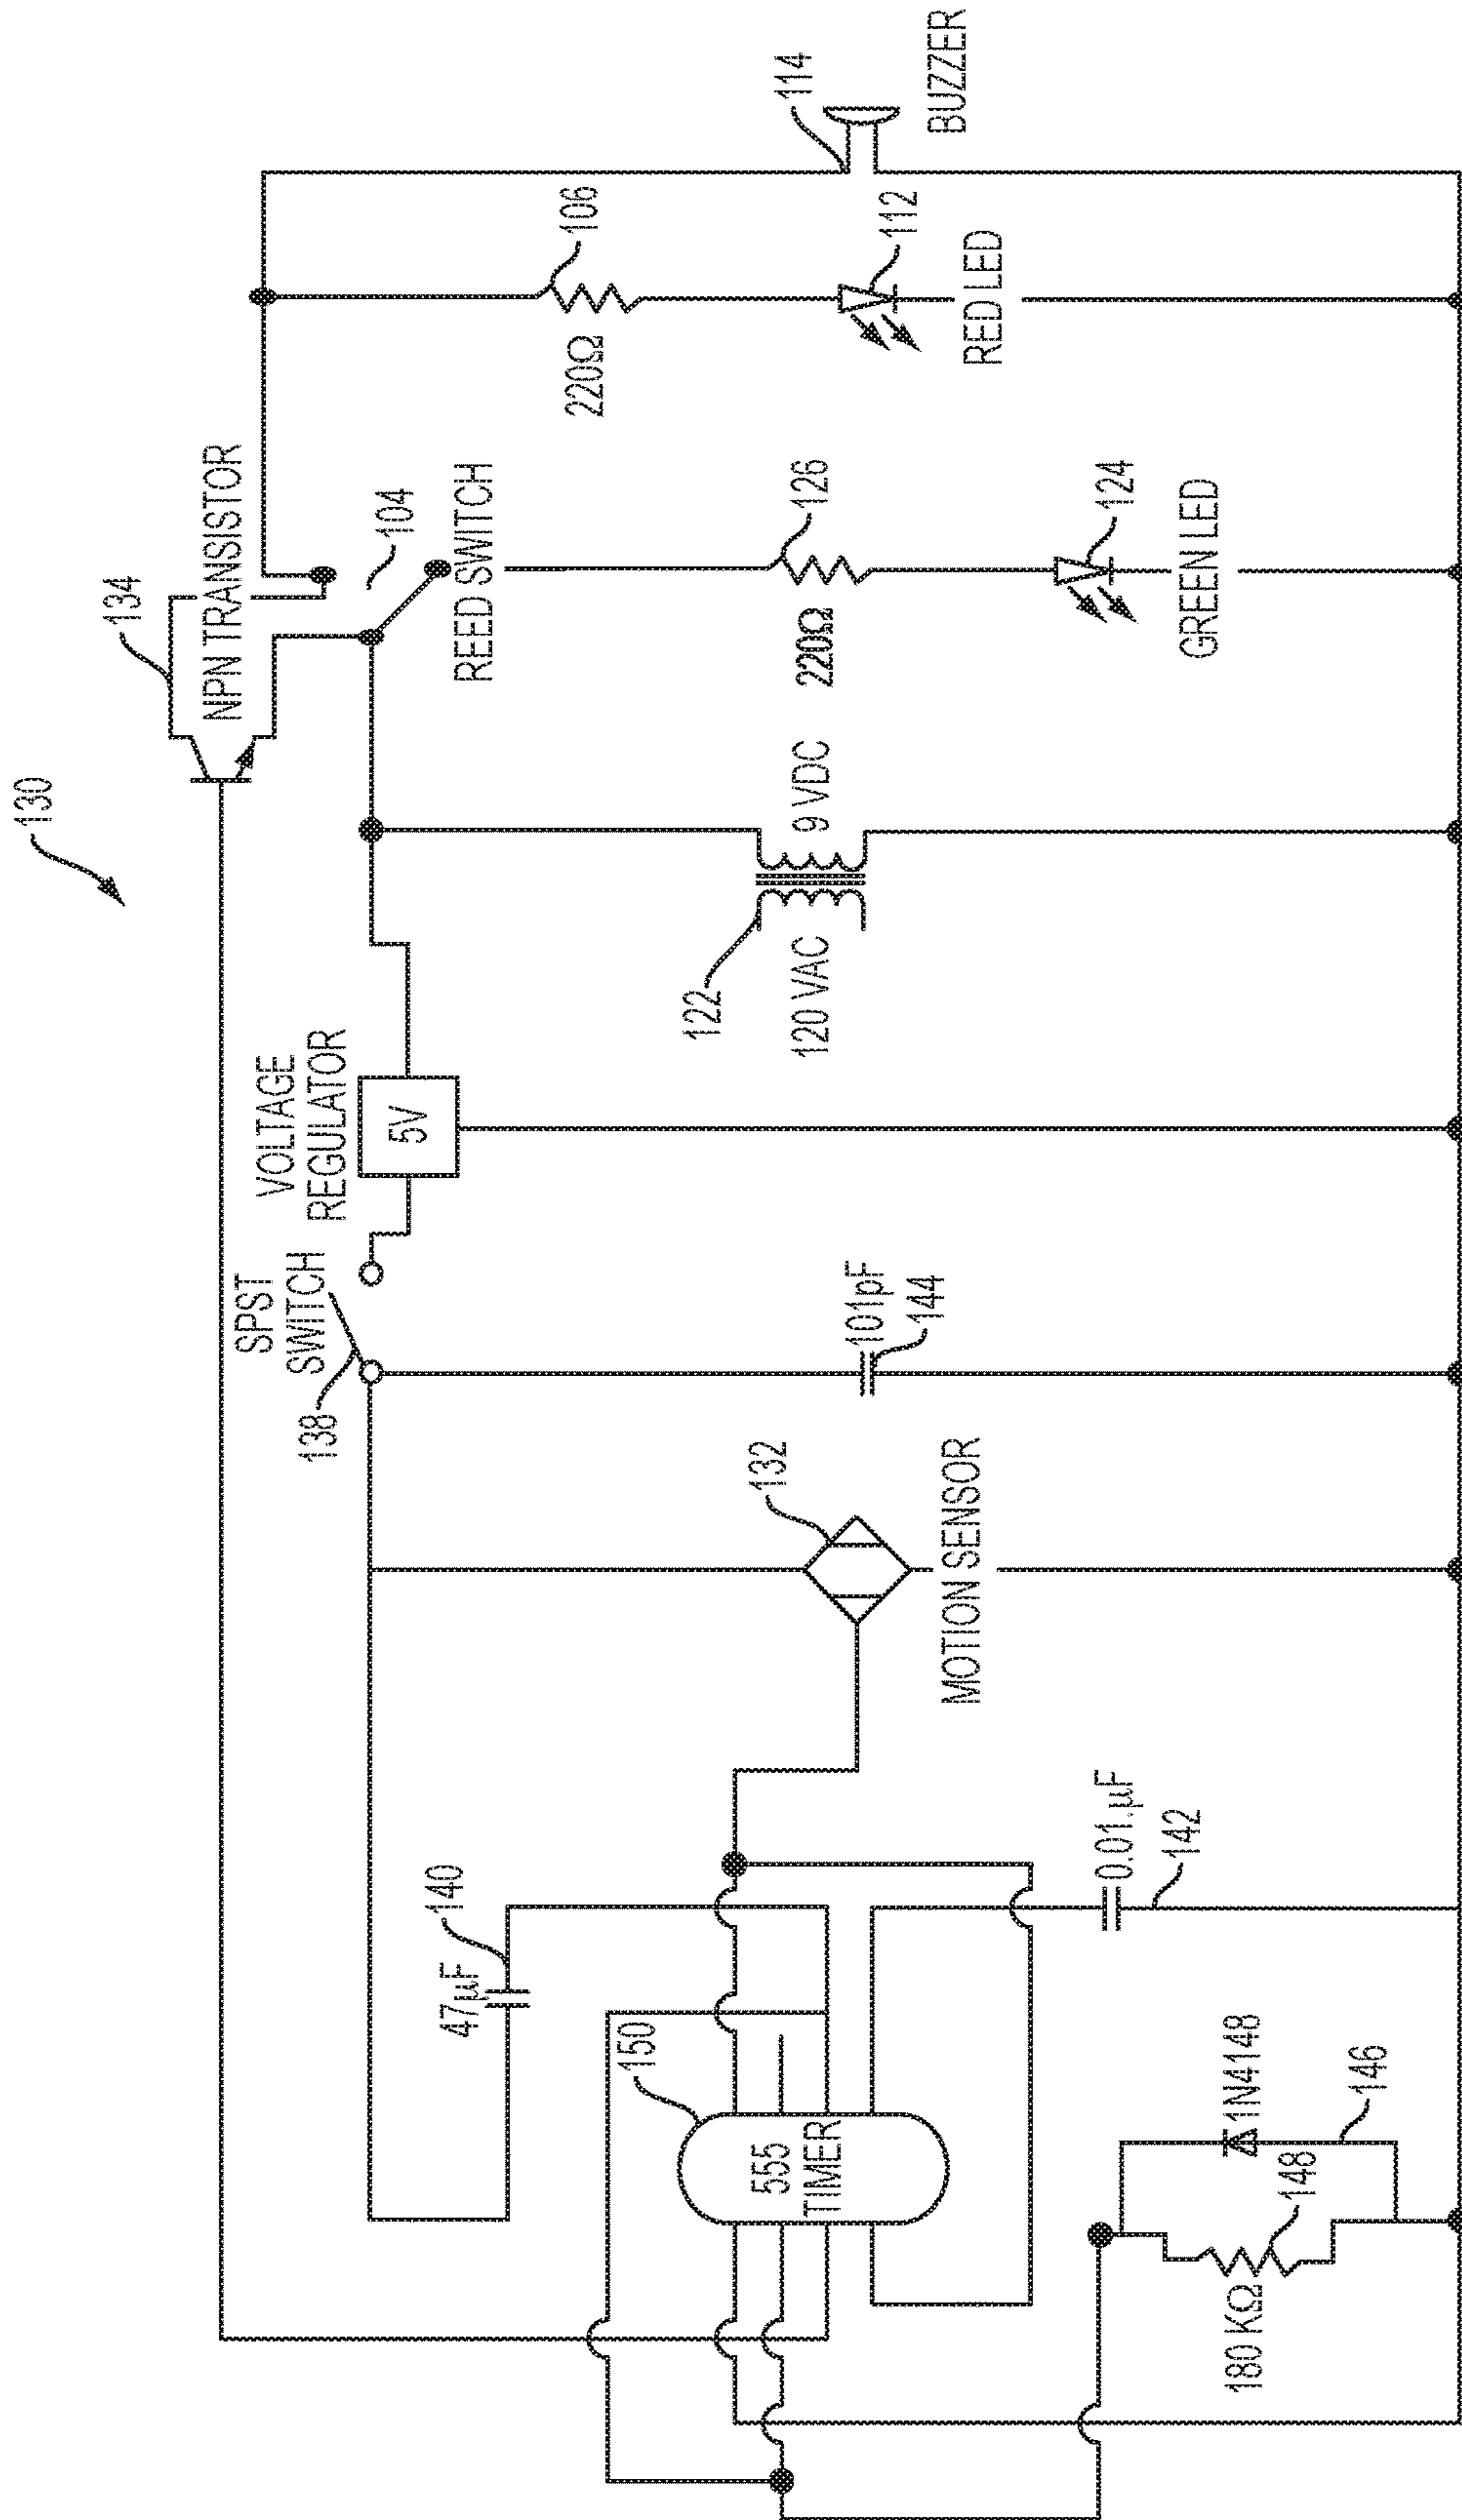 130
134
NPN TRANSISTOR
104
REED SWITCH
106
220Ω
114
BUZZER
112
RED LED
126
220Ω
124
GREEN LED
122
120 VAC
9 VDC
VOLTAGE
REGULATOR
5V
SPST
SWITCH
138
101pF
144
132
MOTION SENSOR
140
47µF
150
555
TIMER
0.01.µF
142
1N4148
146
148
180 KΩ